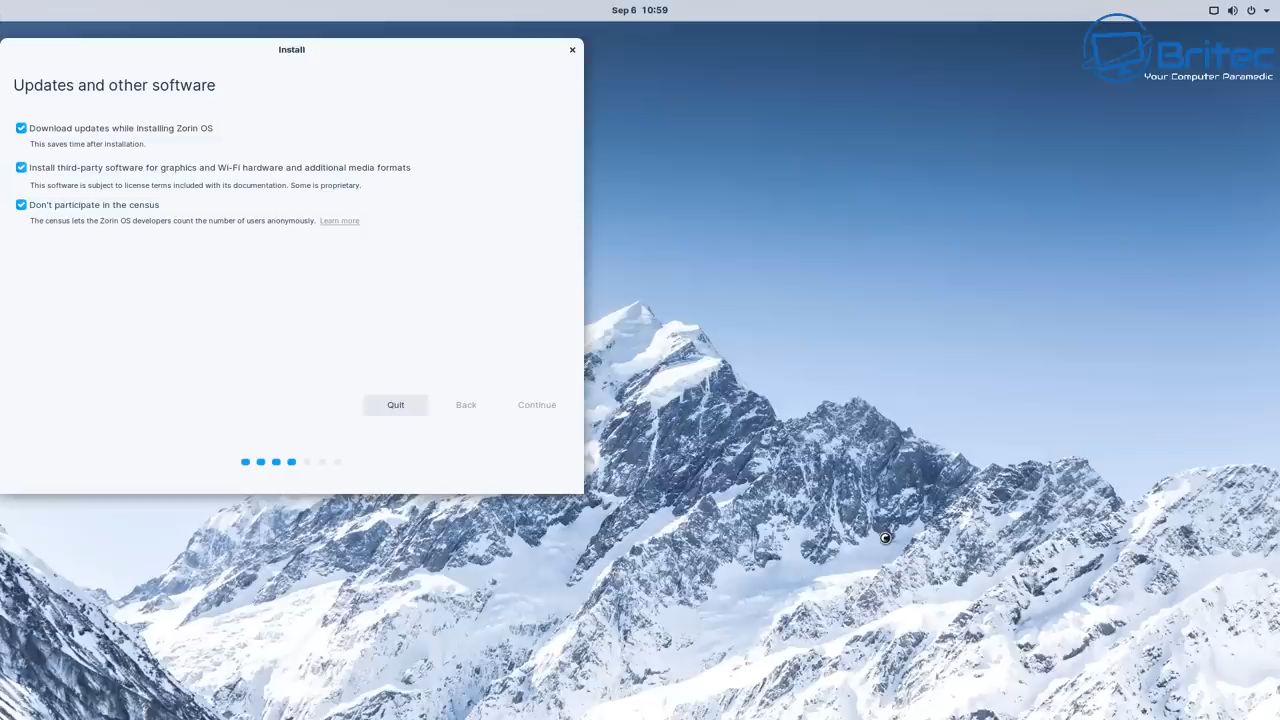 Sep 6 10:59
Britec
Your Computer Paramedic
Install
Updates and other software
Download updates while installing Zorin OS
This saves time after installation.
Install third-party software for graphics and Wi-Fi hardware and additional media formats
This software is subject to license terms included with its documentation. Some is proprietary.
Don't participate in the census
The census lets the Zorin OS developers count the number of users anonymously. Learn more
Quit Back Continue